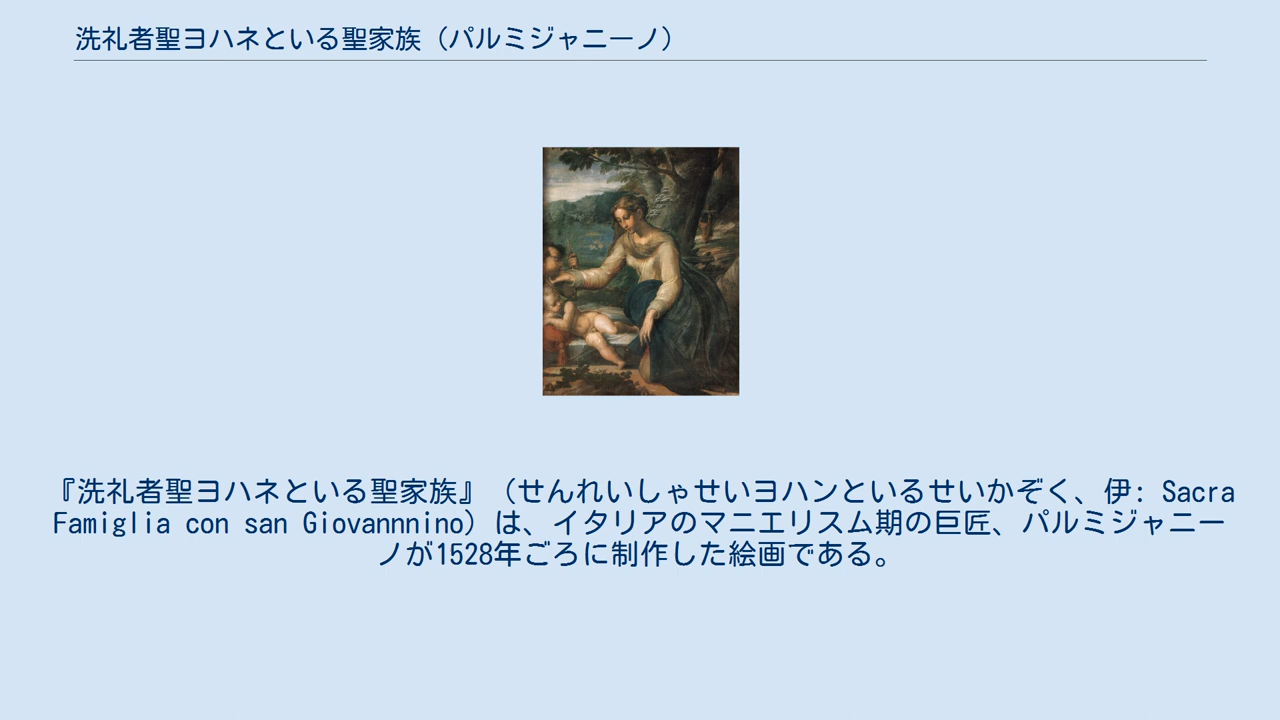 洗礼者聖ヨハネといる聖家族（パルミジャニーノ）
『洗礼者聖ヨハネといる聖家族』（せんれいしゃせいヨハンといるせいかぞく、伊: Sacra
Famiglia con san Giovannnino）は、イタリアのマニエリスム期の巨匠、パルミジャニー
ノが1528年ごろに制作した絵画である。